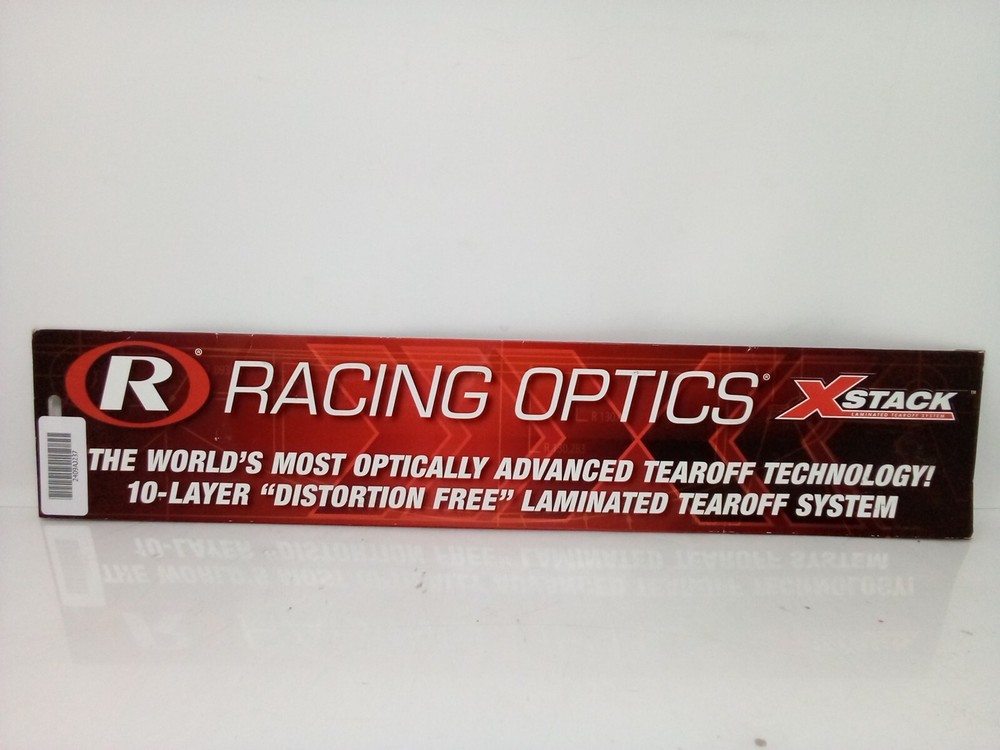 R® RACING OPTICS®
XSTACK™
LAMINATED TEAROFF SYSTEM
THE WORLD'S MOST OPTICALLY ADVANCED TEAROFF TECHNOLOGY!
10-LAYER “DISTORTION FREE” LAMINATED TEAROFF SYSTEM